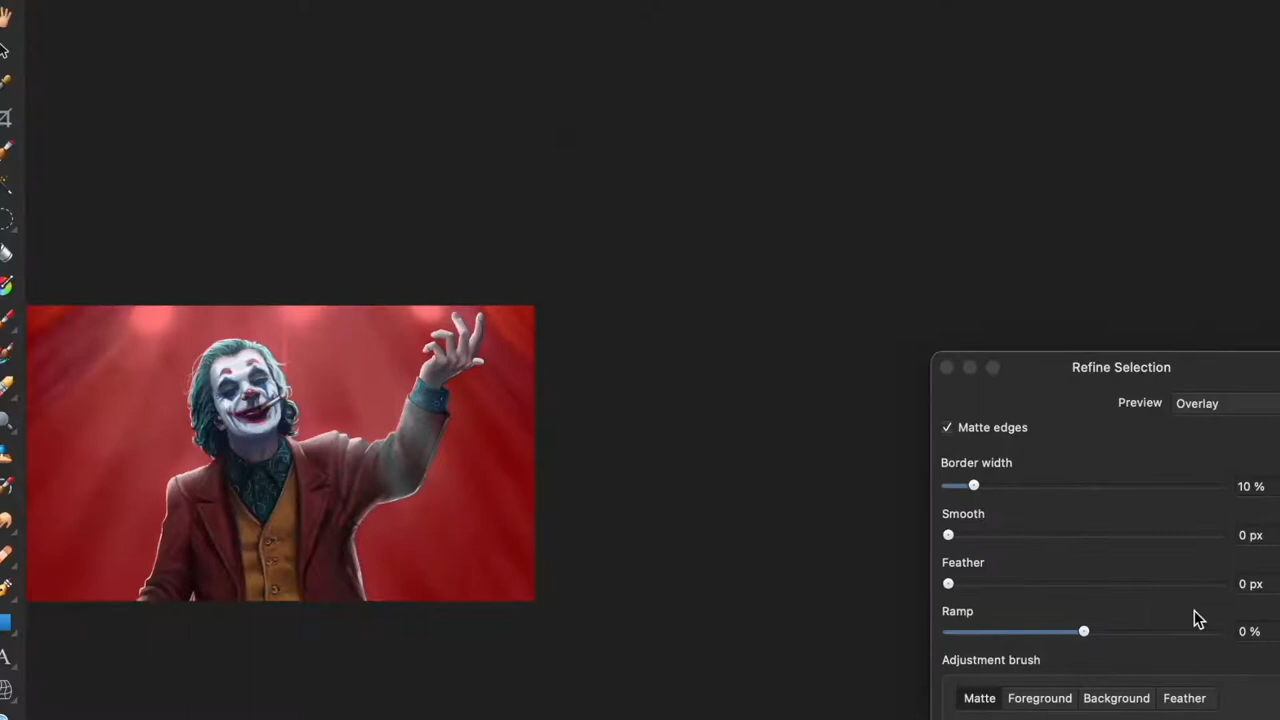 Refine Selection
Preview Overlay
Matte edges
Border width
10 %
Smooth
0 px
Feather
0 px
Ramp
0 %
Adjustment brush
Matte Foreground Background Feather
A